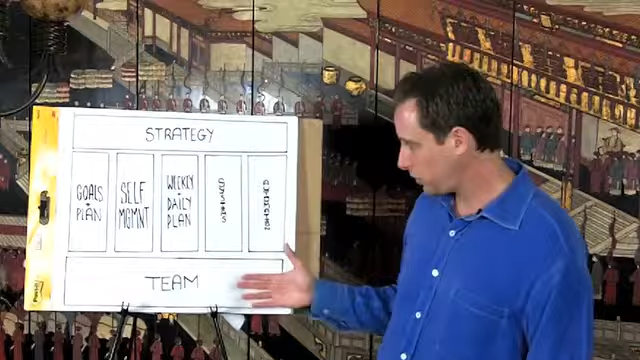 STRATEGY
GOALS
+
PLAN
SELF
MGMNT
WEEKLY
DAILY
PLAN
TEAM